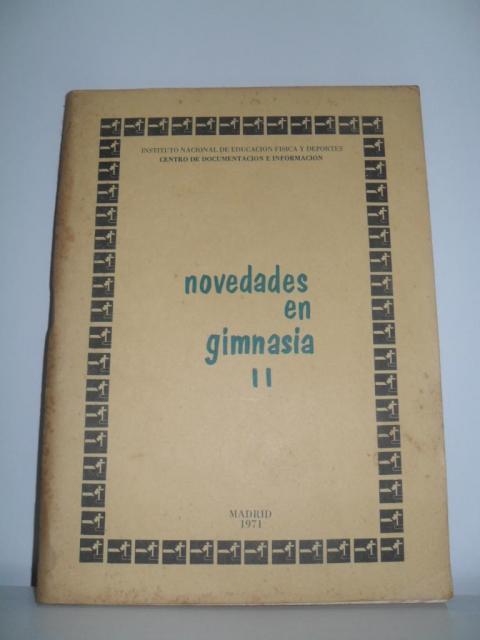 INSTITUTO NACIONAL DE EDUCACION FISICA Y DEPORTES
CENTRO DE DOCUMENTACION E INFORMACION
novedades
en
gimnasia
II
MADRID
1971